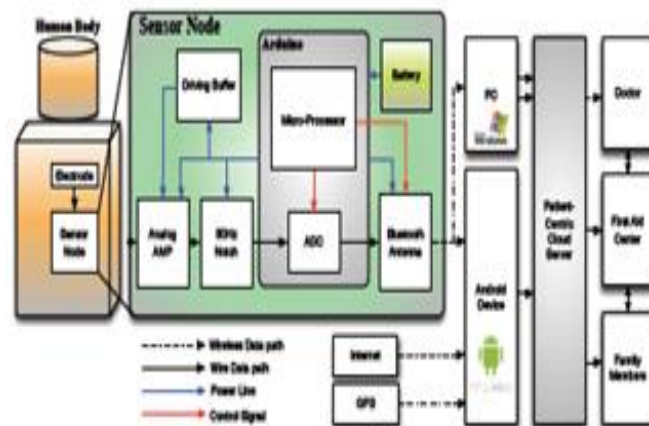 Human Body
Sensor Node
Arduino
Driving Buffer
Battery
Micro-Processor
PC
Windows
Doctor
Electrode
Sensor
Node
Analog
AMP
60Hz
Notch
ADC
Bluetooth
Antenna
Patient-
Centric Cloud
Server
First Aid
Center
Android
Device
Wireless Data path
Wire Data path
Power Line
Control Signal
Internet
GPS
Family
Members